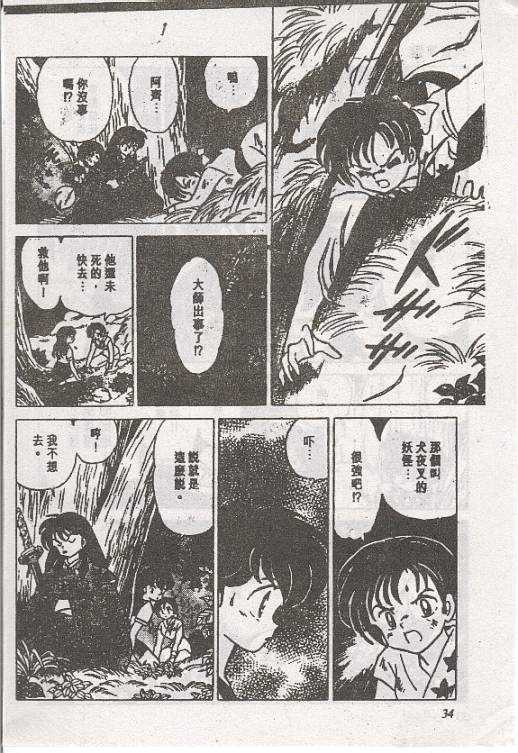 嗚…
阿齊…
你沒事
嗎!?
大師出事了!?
他還未
死的,
快去…
救他啊!
那個叫
犬夜叉的
妖怪…
很強吧!?
吓…
說就是
這麼說。
哼!
我不想
去。
34